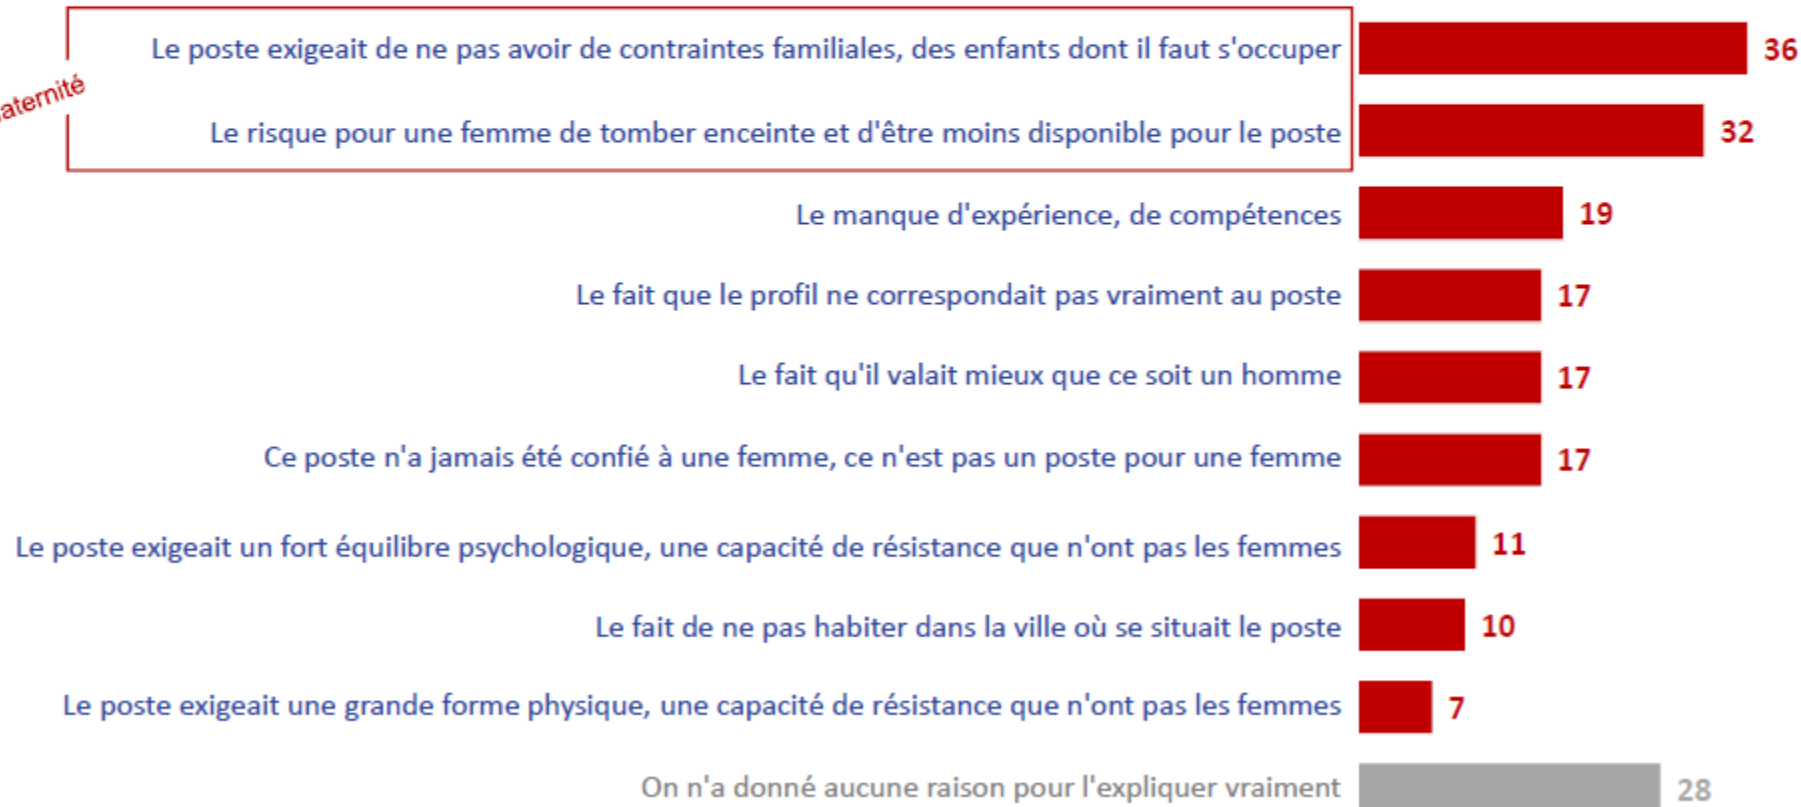 Le poste exigeait de ne pas avoir de contraintes familiales, des enfants dont il faut s'occuper 36
Le risque pour une femme de tomber enceinte et d'être moins disponible pour le poste 32
Le manque d'expérience, de compétences 19
Le fait que le profil ne correspondait pas vraiment au poste 17
Le fait qu'il valait mieux que ce soit un homme 17
Ce poste n'a jamais été confié à une femme, ce n'est pas un poste pour une femme 17
Le poste exigeait un fort équilibre psychologique, une capacité de résistance que n'ont pas les femmes 11
Le fait de ne pas habiter dans la ville où se situait le poste 10
Le poste exigeait une grande forme physique, une capacité de résistance que n'ont pas les femmes 7
On n'a donné aucune raison pour l'expliquer vraiment 28